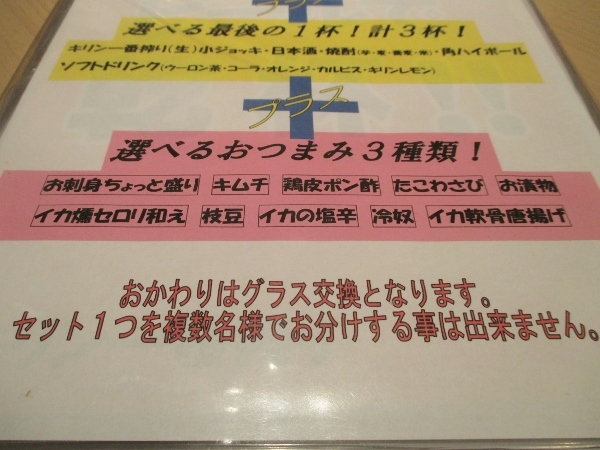 プラス
選べる最後の1杯！計3杯！
キリン一番搾り（生）小ジョッキ・日本酒・焼酎（芋・麦・蕎麦・米）・角ハイボール
ソフトドリンク（ウーロン茶・コーラ・オレンジ・カルピス・キリンレモン）
プラス
選べるおつまみ3種類！
お刺身ちょっと盛り キムチ 鶏皮ポン酢 たこわさび お漬物
イカ燻セロリ和え 枝豆 イカの塩辛 冷奴 イカ軟骨唐揚げ
おかわりはグラス交換となります。
セット1つを複数名様でお分けする事は出来ません。